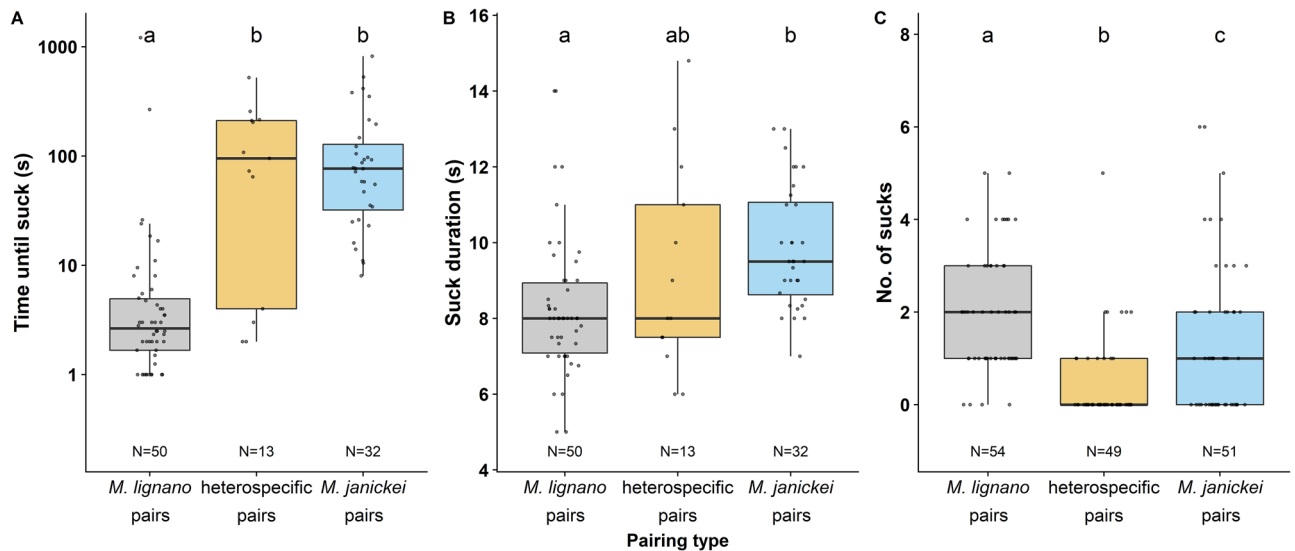 A
Time until suck (s)
1000
100
10
1
a
b
b
N=50
N=13
N=32
M. lignano pairs
heterospecific pairs
M. janickei pairs
B
Suck duration (s)
16
14
12
10
8
6
4
a
ab
b
N=50
N=13
N=32
M. lignano pairs
heterospecific pairs
M. janickei pairs
Pairing type
C
No. of sucks
8
6
4
2
0
a
b
c
N=54
N=49
N=51
M. lignano pairs
heterospecific pairs
M. janickei pairs